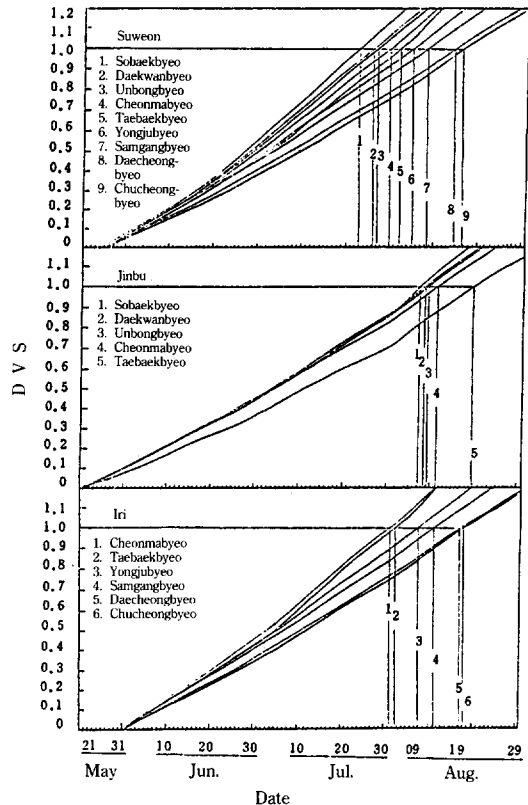 1.2
1.1
1.0
0.9
0.8
0.7
0.6
0.5
0.4
0.3
0.2
0.1
0
Suweon
1. Sobaekbyeo
2. Daekwanbyeo
3. Unbongbyeo
4. Cheonmabyeo
5. Taebaekbyeo
6. Yongjubyeo
7. Samgangbyeo
8. Daecheong-
byeo
9. Chucheong-
byeo
1 2 3 4 5 6 7 8 9
1.1
1.0
0.9
0.8
0.7
0.6
0.5
0.4
0.3
0.2
0.1
0
Jinbu
1. Sobaekbyeo
2. Daekwanbyeo
3. Unbongbyeo
4. Cheonmabyeo
5. Taebaekbyeo
1 2 3 4 5
D V S
1.1
1.0
0.9
0.8
0.7
0.6
0.5
0.4
0.3
0.2
0.1
0
Iri
1. Cheonmabyeo
2. Taebaekbyeo
3. Yongjubyeo
4. Samgangbyeo
5. Daecheongbyeo
6. Chucheongbyeo
1 2 3 4 5 6
21 31 10 20 30 10 20 30 09 19 29
May Jun. Jul. Aug.
Date